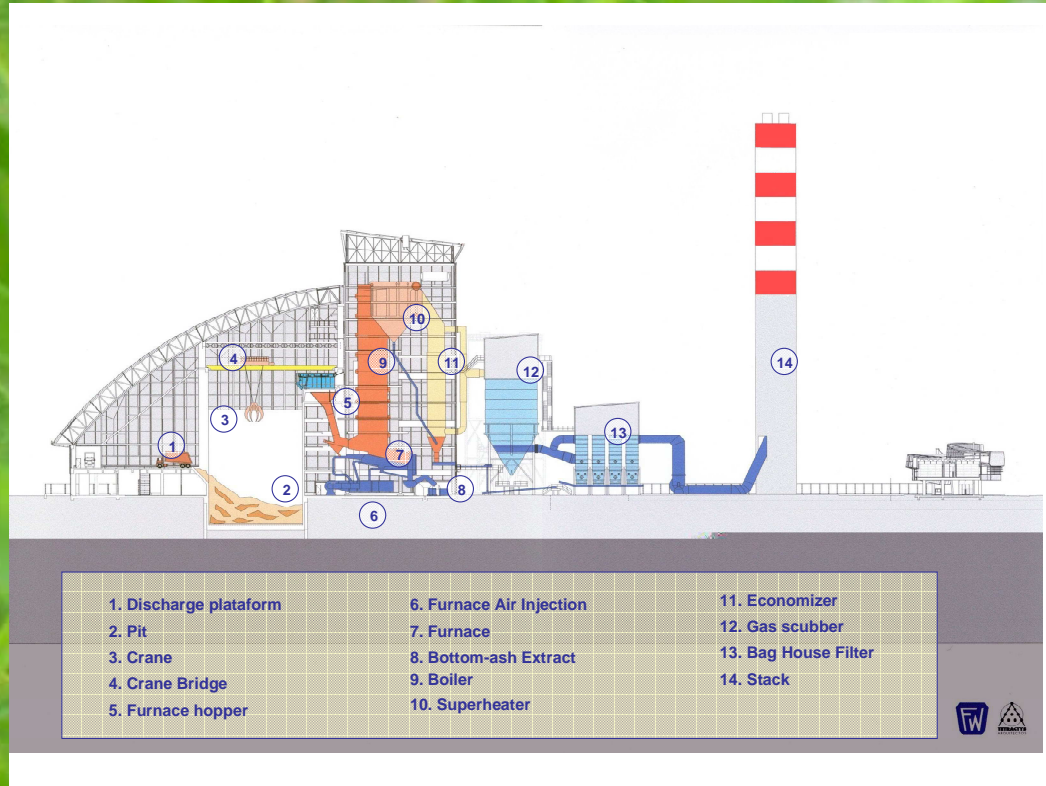 10
4
9
11
12
5
3
14
13
1
7
2
8
6
1. Discharge plataform
2. Pit
3. Crane
4. Crane Bridge
5. Furnace hopper
6. Furnace Air Injection
7. Furnace
8. Bottom-ash Extract
9. Boiler
10. Superheater
11. Economizer
12. Gas scubber
13. Bag House Filter
14. Stack
FW
TETRACTYS